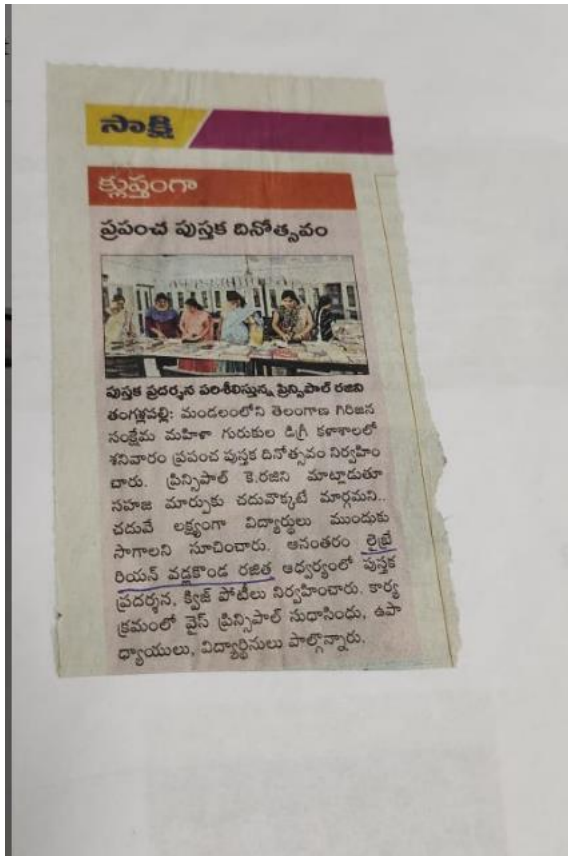 సాక్షి
క్లుప్తంగా
ప్రపంచ పుస్తక దినోత్సవం
పుస్తక ప్రదర్శన పరిశీలిస్తున్న ప్రిన్సిపాల్ రజిని
తంగళ్లపల్లి: మండలంలోని తెలంగాణ గిరిజన
సంక్షేమ మహిళా గురుకుల డిగ్రీ కళాశాలలో
శనివారం ప్రపంచ పుస్తక దినోత్సవం నిర్వహిం
చారు. ప్రిన్సిపాల్ కె.రజిని మాట్లాడుతూ
సహజ మార్పుకు చదువొక్కటే మార్గమని..
చదువే లక్ష్యంగా విద్యార్థులు ముందుకు
సాగాలని సూచించారు. అనంతరం లైబ్రే
రియన్ వడ్లకొండ రజిత ఆధ్వర్యంలో పుస్తక
ప్రదర్శన, క్విజ్ పోటీలు నిర్వహించారు. కార్య
క్రమంలో వైస్ ప్రిన్సిపాల్ సుధాసింధు, ఉపా
ధ్యాయులు, విద్యార్థినులు పాల్గొన్నారు.